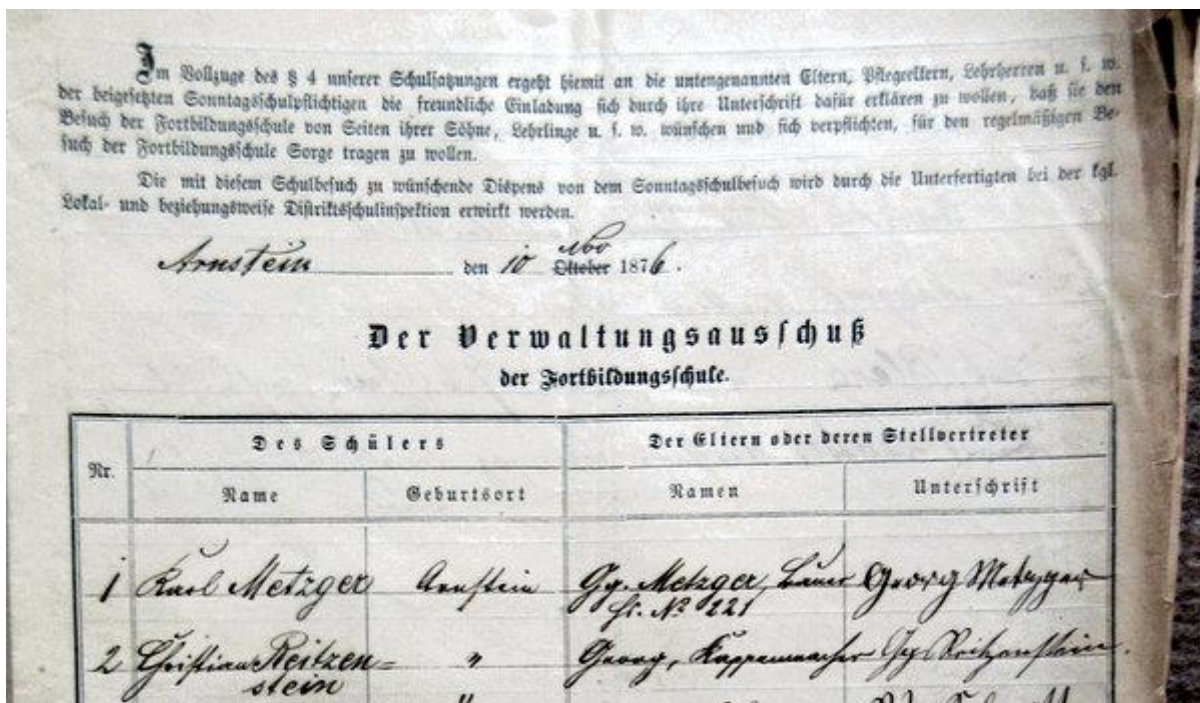 Im Vollzuge des § 4 unserer Schulsatzungen ergeht hiemit an die untengenannten Eltern, Pflegeeltern, Lehrherren u. s. w.
der beigesetzten Sonntagsschulpflichtigen die freundliche Einladung sich durch ihre Unterschrift dafür erklären zu wollen, daß sie den
Besuch der Fortbildungsschule von Seiten ihrer Söhne, Lehrlinge u. s. w. wünschen und sich verpflichten, für den regelmäßigen Be-
such der Fortbildungsschule Sorge tragen zu wollen.
Die mit diesem Schulbesuch zu wünschende Dispens von dem Sonntagsschulbesuch wird durch die Unterfertigten bei der kgl.
Lokal- und beziehungsweise Distriktsschulinspektion erwirkt werden.
Nov
Arnstein den 10 Oktober 1876.
Der Verwaltungsausschuß
der Fortbildungsschule.
Nr. Des Schülers Der Eltern oder deren Stellvertreter
Name Geburtsort Namen Unterschrift
1 Karl Metzger Arnstein Gg. Metzger, Bauer Georg Metzger
Hs. No 221
2 Christian Reitzen= " Georg, Kappenmacher Gg Reitzenstein.
stein
"